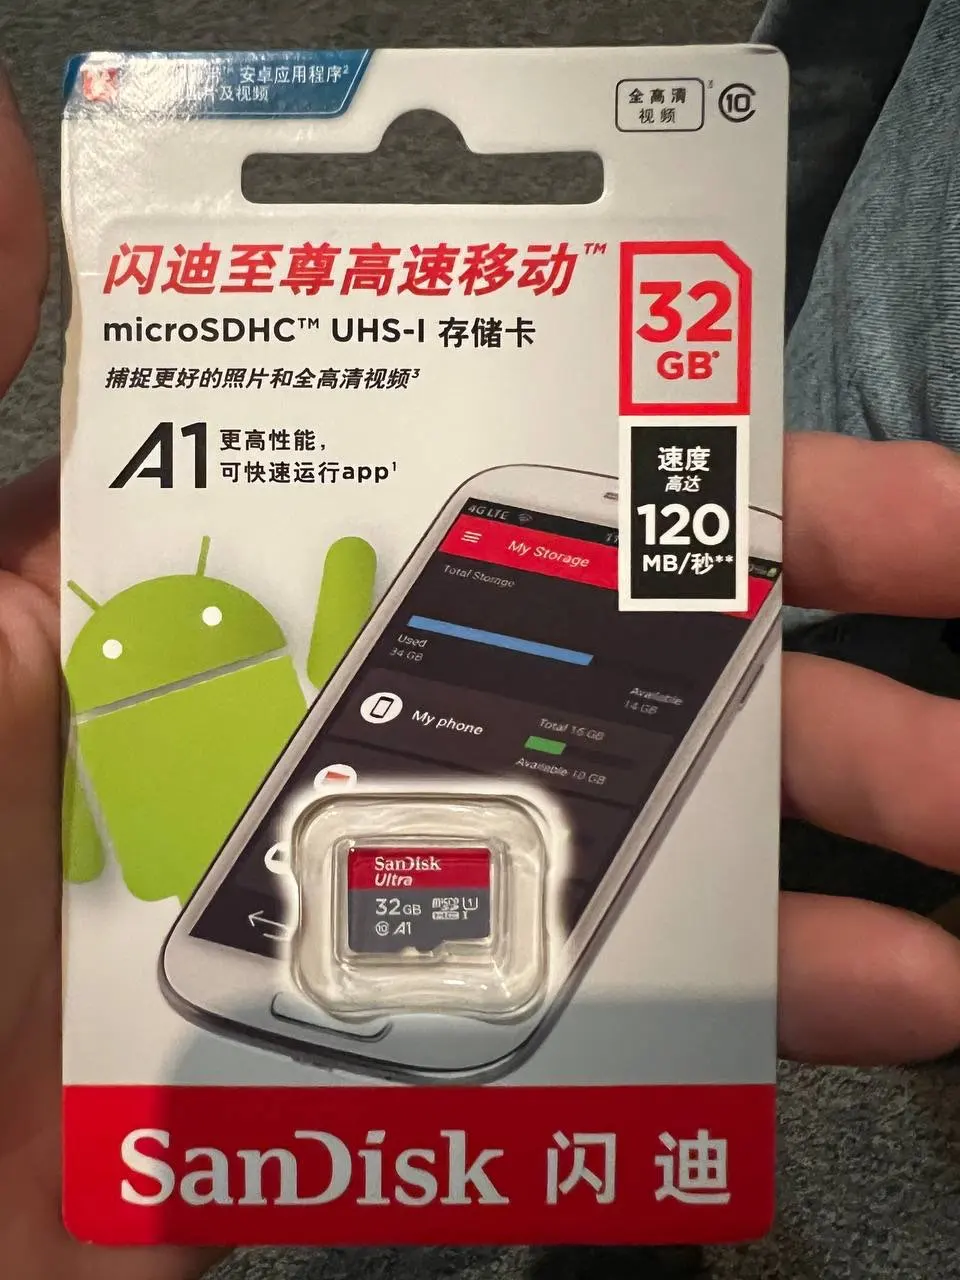 安卓应用程序²
片及视频
全高清
视频
³
10
闪迪至尊高速移动™
microSDHC™ UHS-I 存储卡
捕捉更好的照片和全高清视频³
A1
更高性能，
可快速运行app¹
32
GB*
速度
高达
120
MB/秒**
4G LTE
My Storage
Total Storage
Used
34 GB
Available
14 GB
My phone
Total 16 GB
Available 10 GB
SanDisk
Ultra
32GB
micro
SD
HC I
U1
10 A1
SanDisk 闪迪